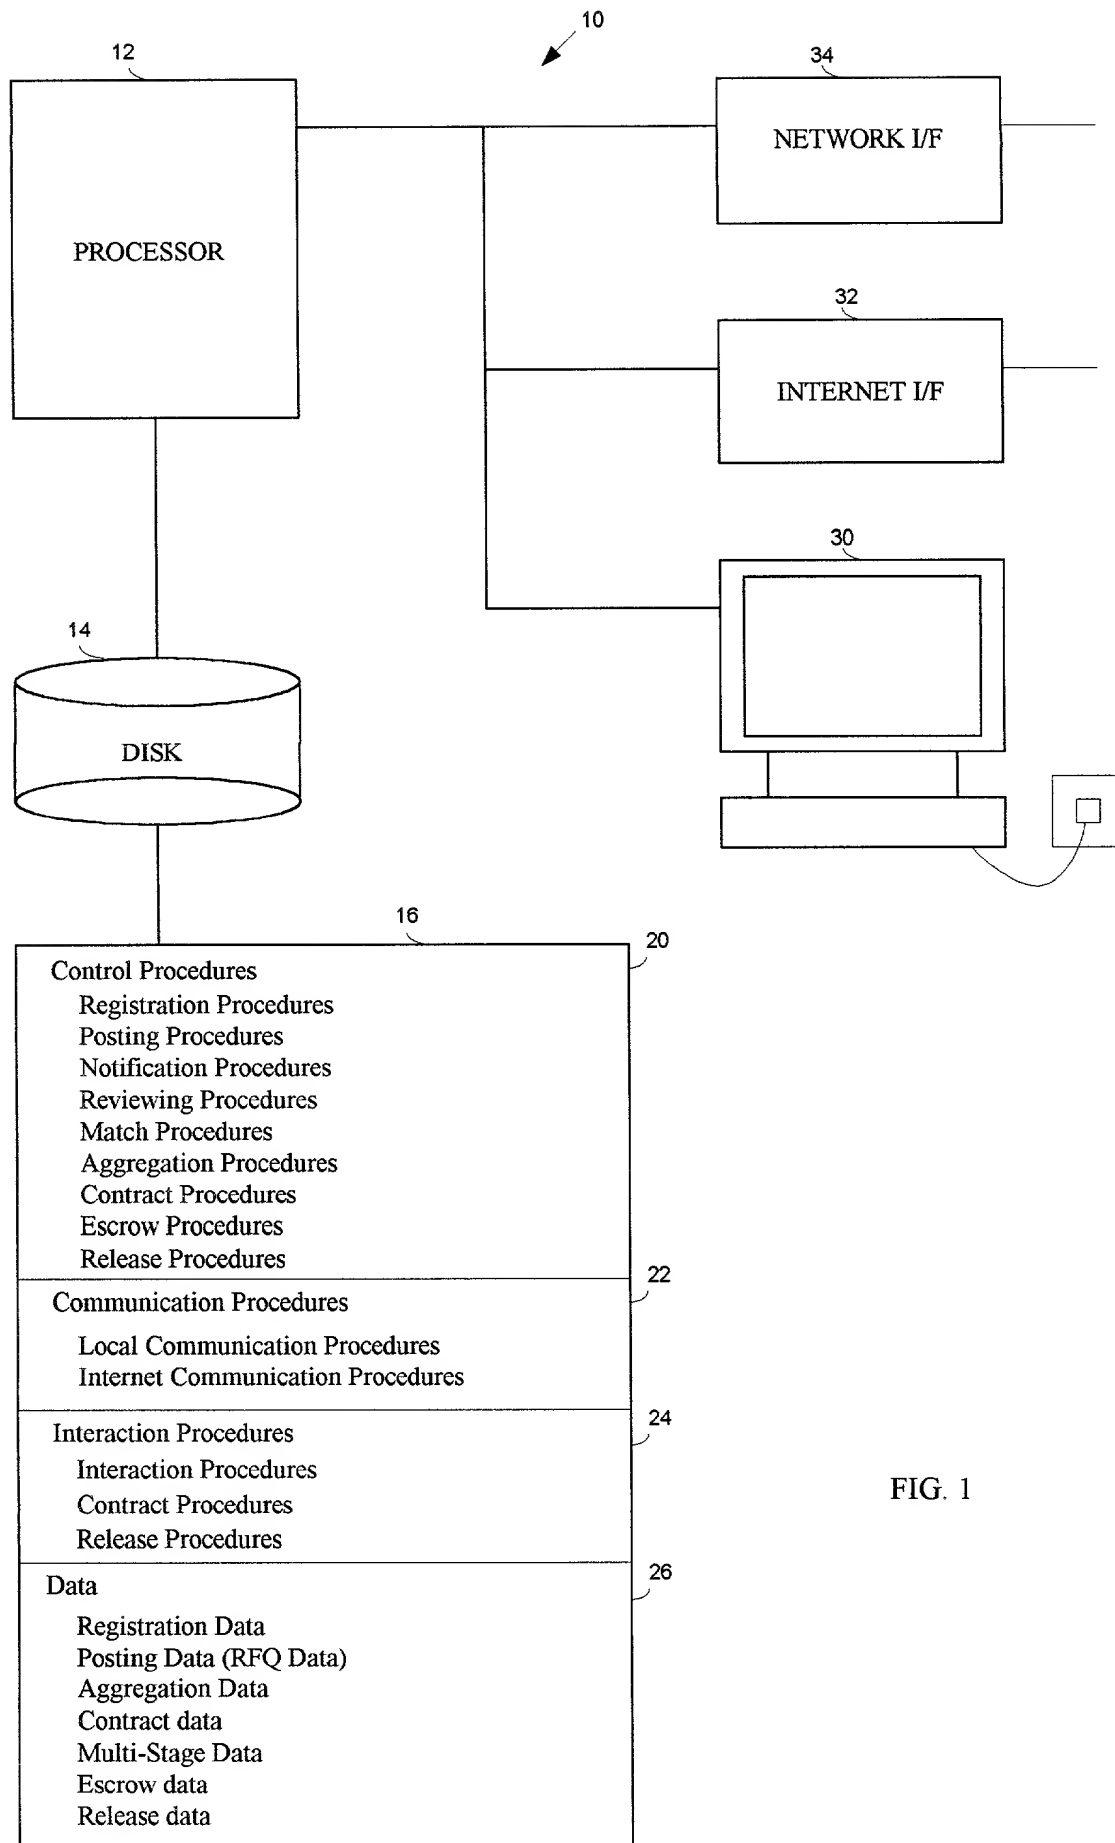 10
12
34
NETWORK I/F
PROCESSOR
32
INTERNET I/F
30
14
DISK
16
20
Control Procedures
Registration Procedures
Posting Procedures
Notification Procedures
Reviewing Procedures
Match Procedures
Aggregation Procedures
Contract Procedures
Escrow Procedures
Release Procedures
22
Communication Procedures
Local Communication Procedures
Internet Communication Procedures
24
Interaction Procedures
Interaction Procedures
Contract Procedures
Release Procedures
FIG. 1
26
Data
Registration Data
Posting Data (RFQ Data)
Aggregation Data
Contract data
Multi-Stage Data
Escrow data
Release data